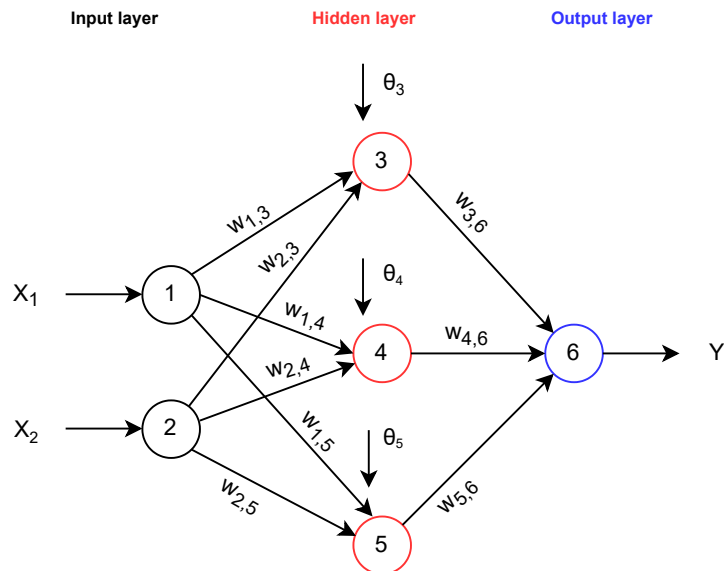 Input layer
Hidden layer
Output layer
θ3
3
w1,3
w3,6
w2,3
X1
1
θ4
w1,4
4
w4,6
6
Y
w2,4
X2
2
w1,5
θ5
w2,5
w5,6
5